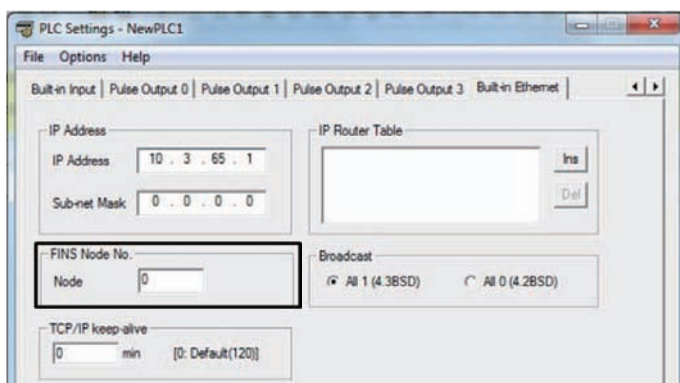 PLC Settings - NewPLC1
File Options Help
Built-in Input Pulse Output 0 Pulse Output 1 Pulse Output 2 Pulse Output 3 Built-in Ethernet
IP Address
IP Address 10 . 3 . 65 . 1
Sub-net Mask 0 . 0 . 0 . 0
IP Router Table
Ins
Del
FINS Node No.
Node 0
Broadcast
All 1 (4.3BSD) All 0 (4.2BSD)
TCP/IP keep-alive
0 min [0: Default(120)]